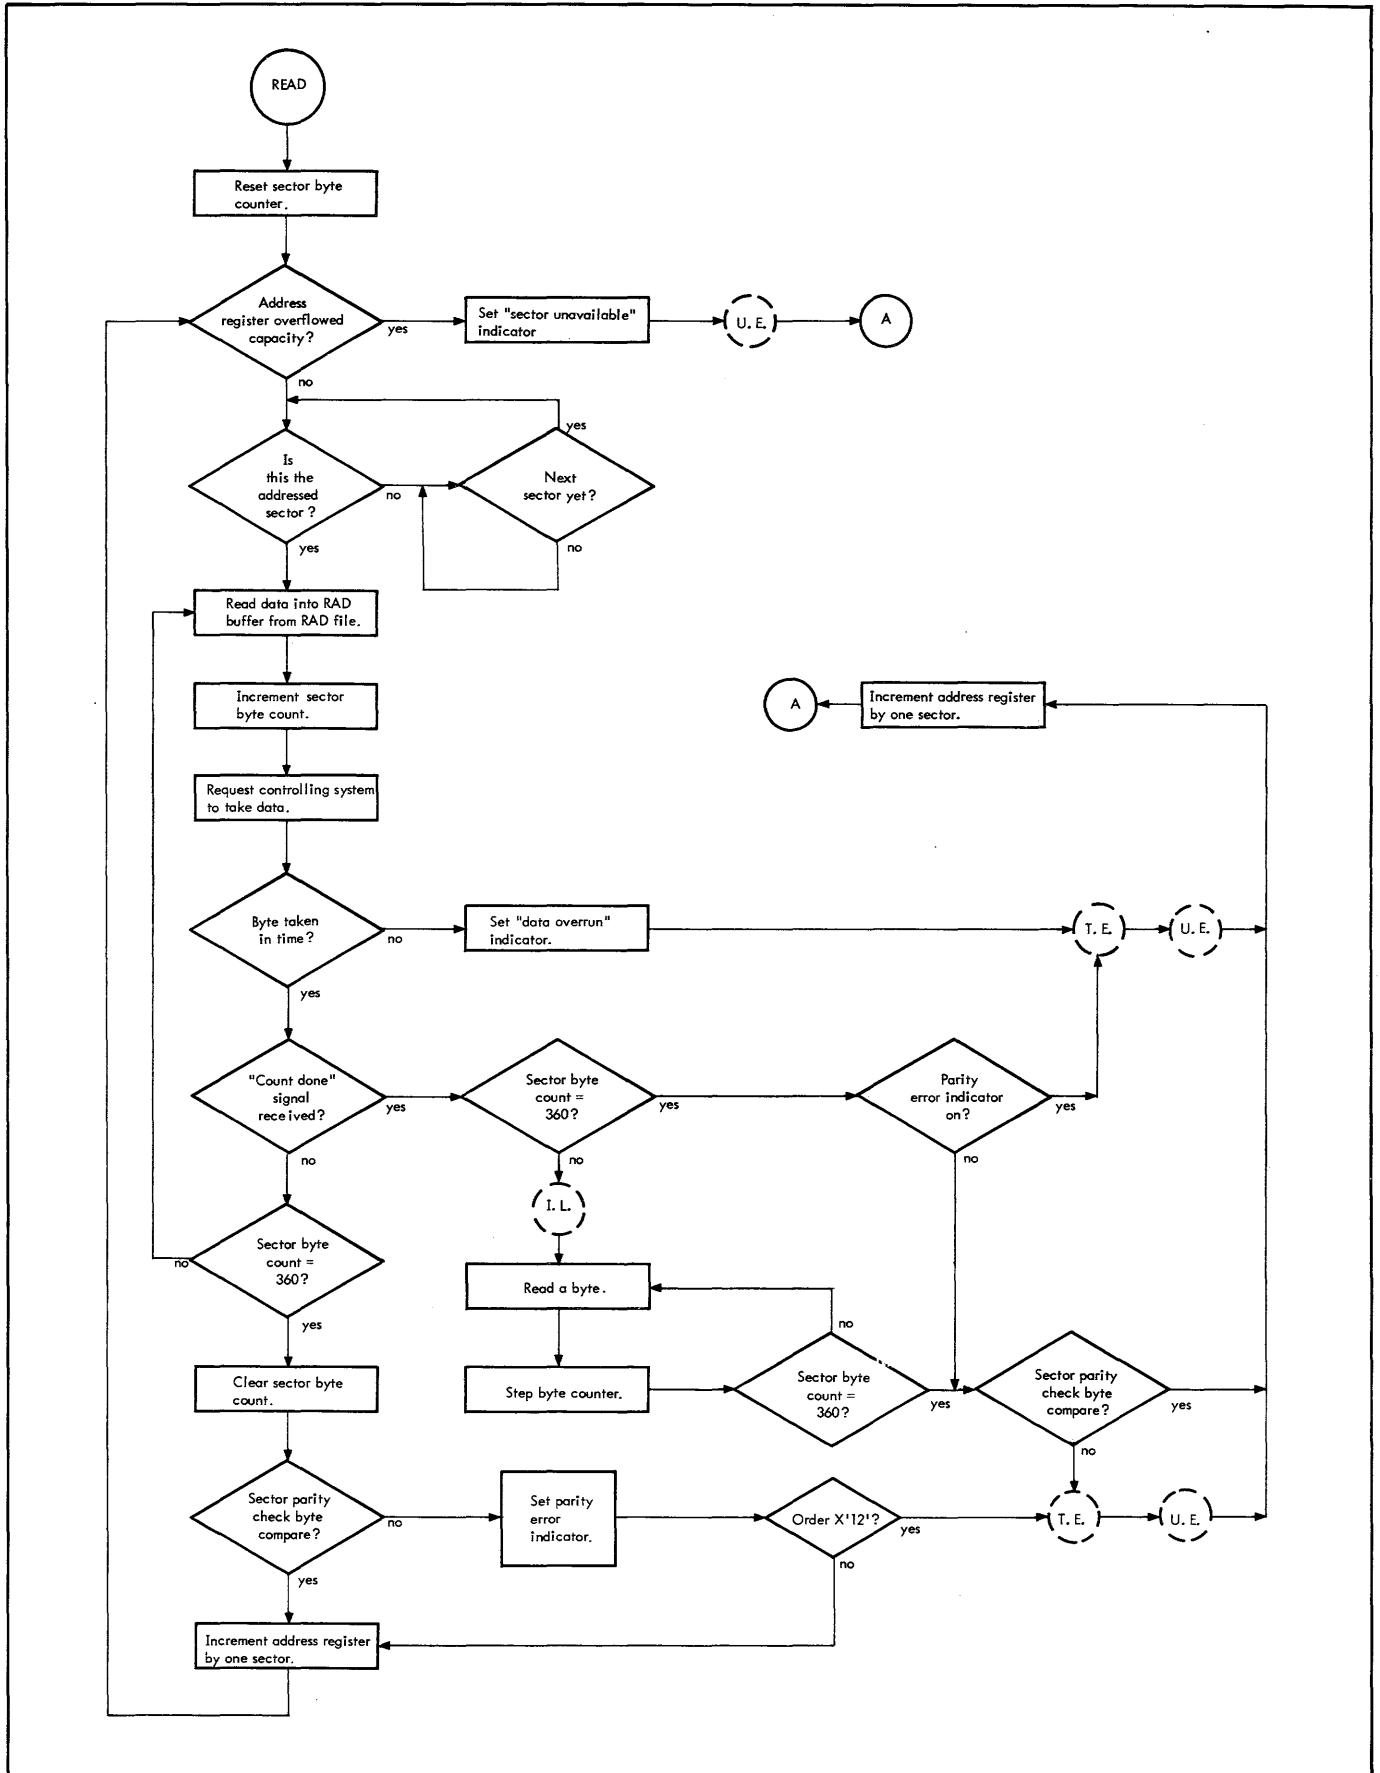 READ
Reset sector byte
counter.
Address
register overflowed
capacity?
yes
Set "sector unavailable"
indicator
U. E.
A
no
Is
this the
addressed
sector ?
no
Next
sector yet?
yes
no
yes
Read data into RAD
buffer from RAD file.
Increment sector
byte count.
A
Increment address register
by one sector.
Request controlling system
to take data.
Byte taken
in time?
no
Set "data overrun"
indicator.
T. E.
U. E.
yes
"Count done"
signal
received?
yes
Sector byte
count =
360?
yes
Parity
error indicator
on?
yes
no
no
no
I. L.
Sector byte
count =
360?
no
yes
Read a byte.
Step byte counter.
no
Sector byte
count =
360?
yes
Sector parity
check byte
compare?
yes
no
Clear sector byte
count.
Sector parity
check byte
compare?
no
Set parity
error
indicator.
Order X'12'?
yes
T. E.
U. E.
no
yes
Increment address register
by one sector.